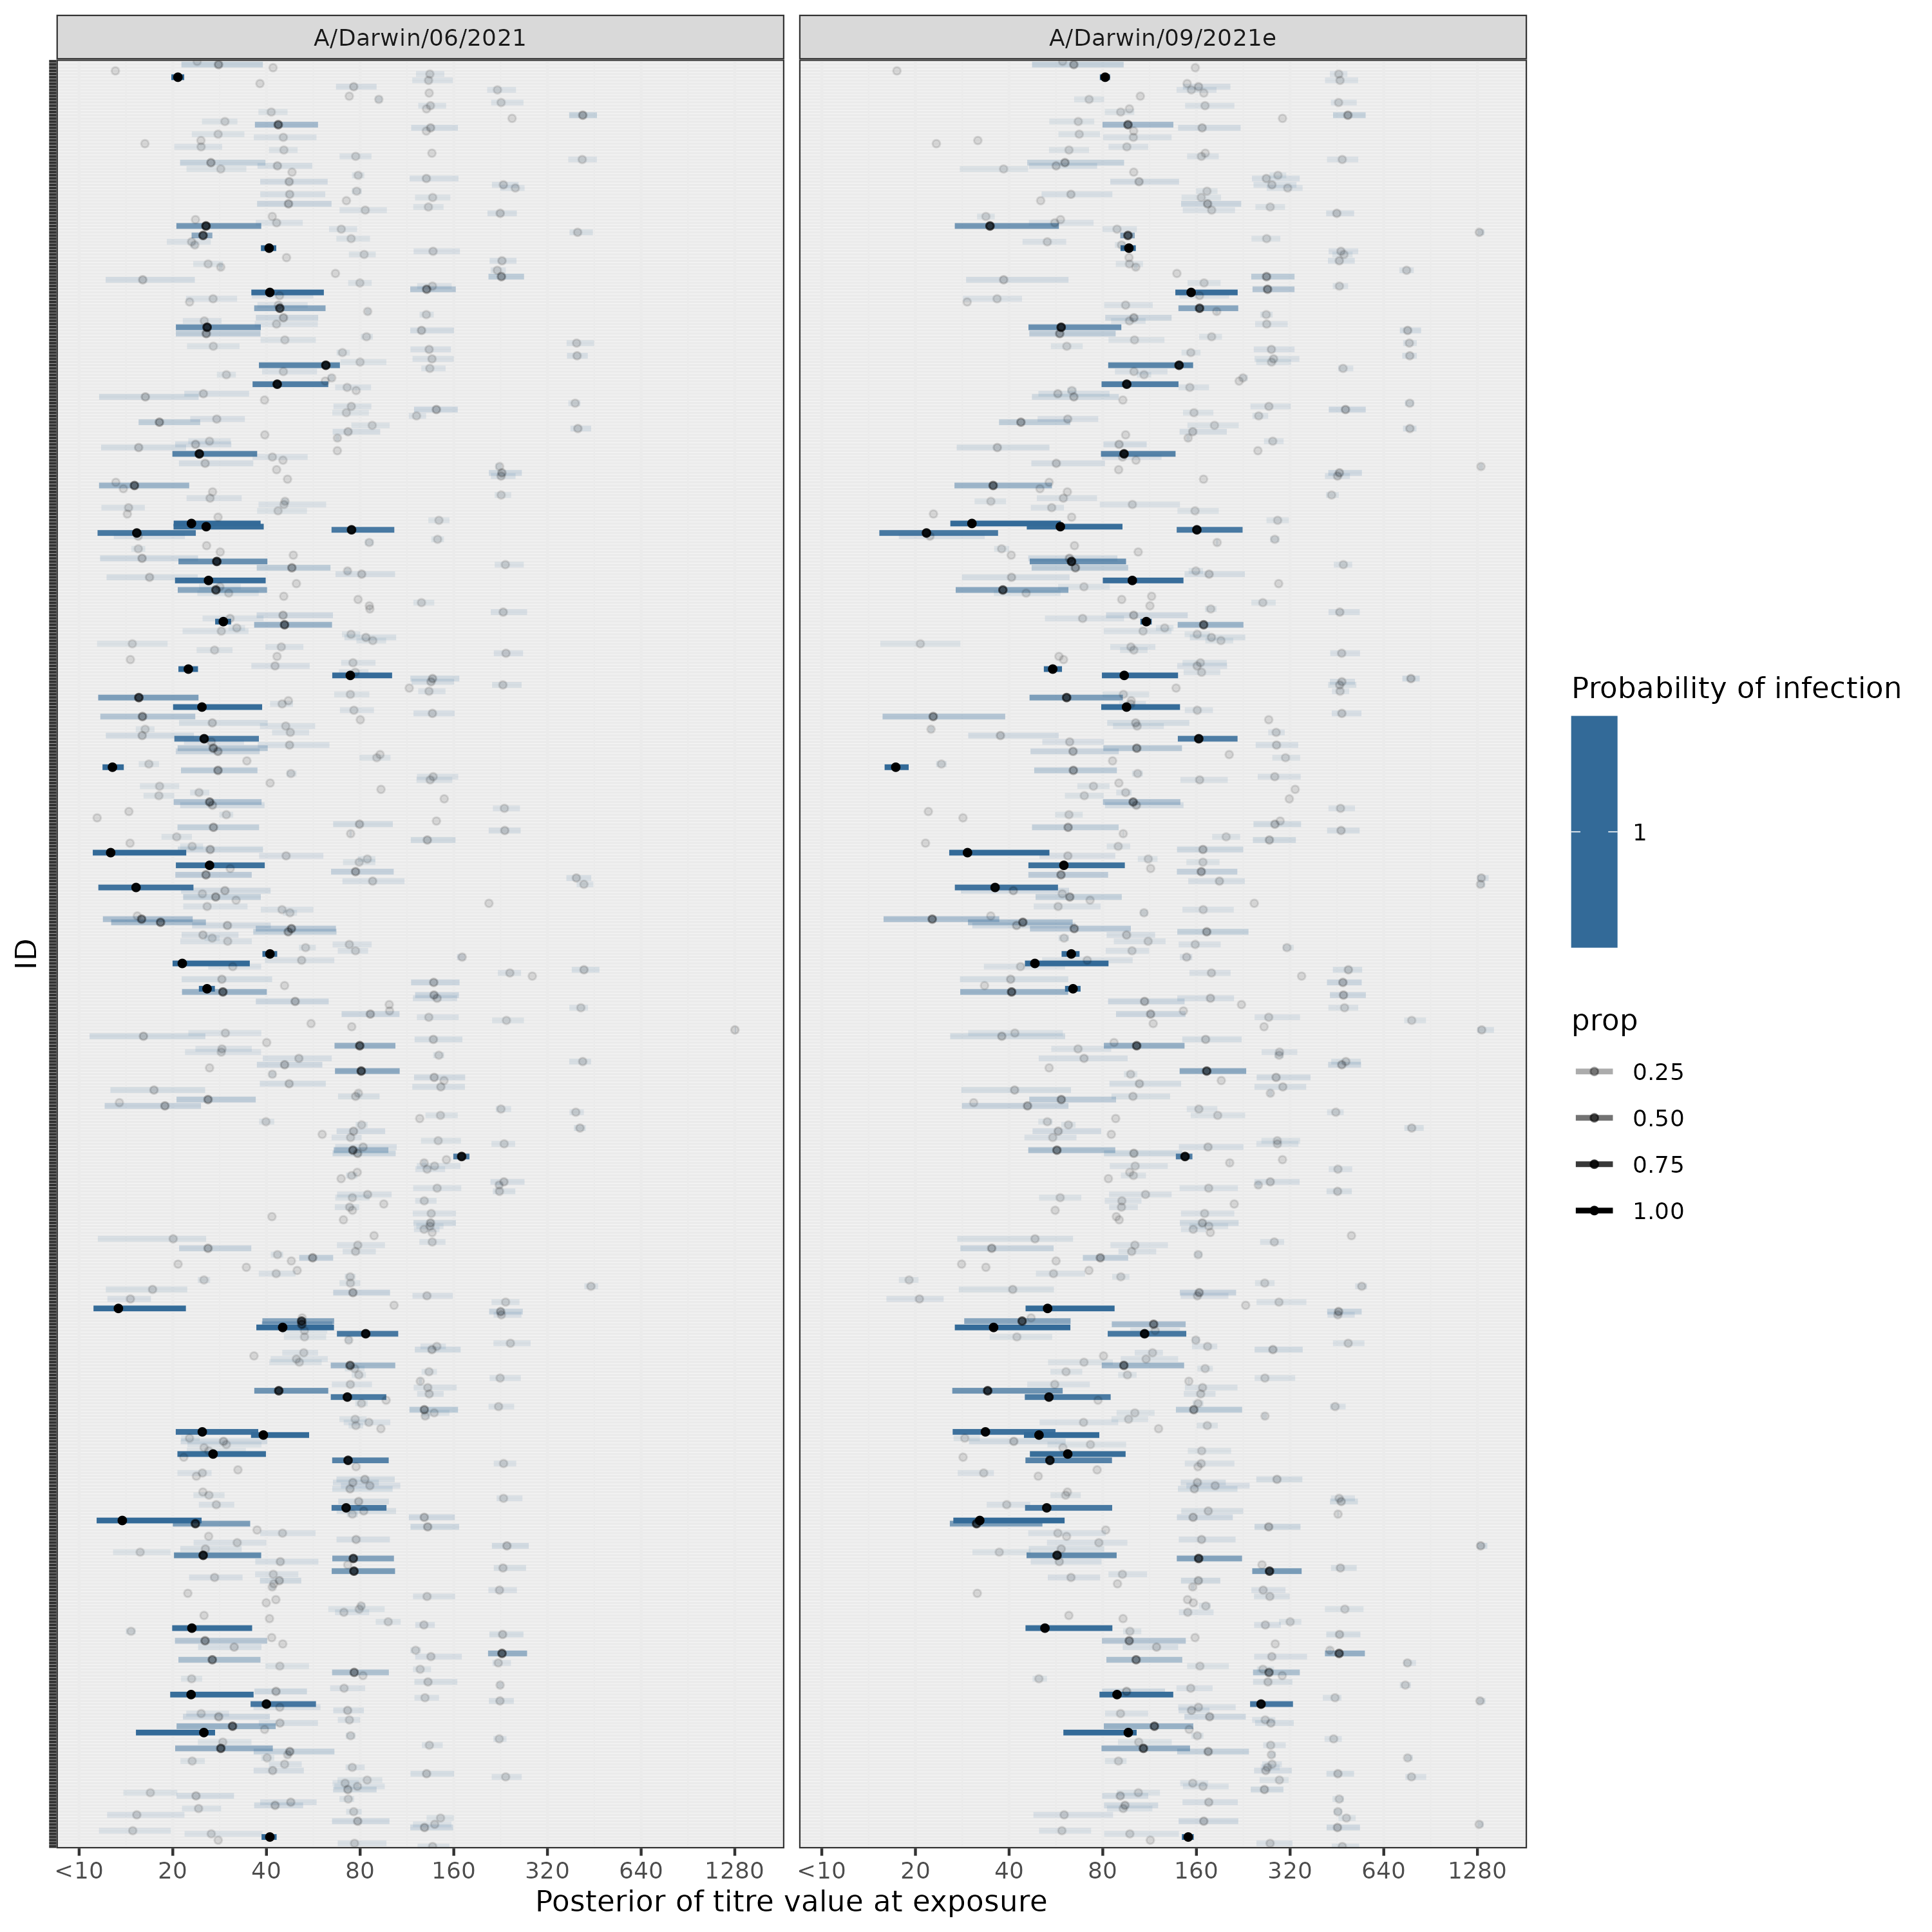 A/Darwin/06/2021
A/Darwin/09/2021e
ID
<10 20 40 80 160 320 640 1280
<10 20 40 80 160 320 640 1280
Posterior of titre value at exposure
Probability of infection
1
prop
0.25
0.50
0.75
1.00